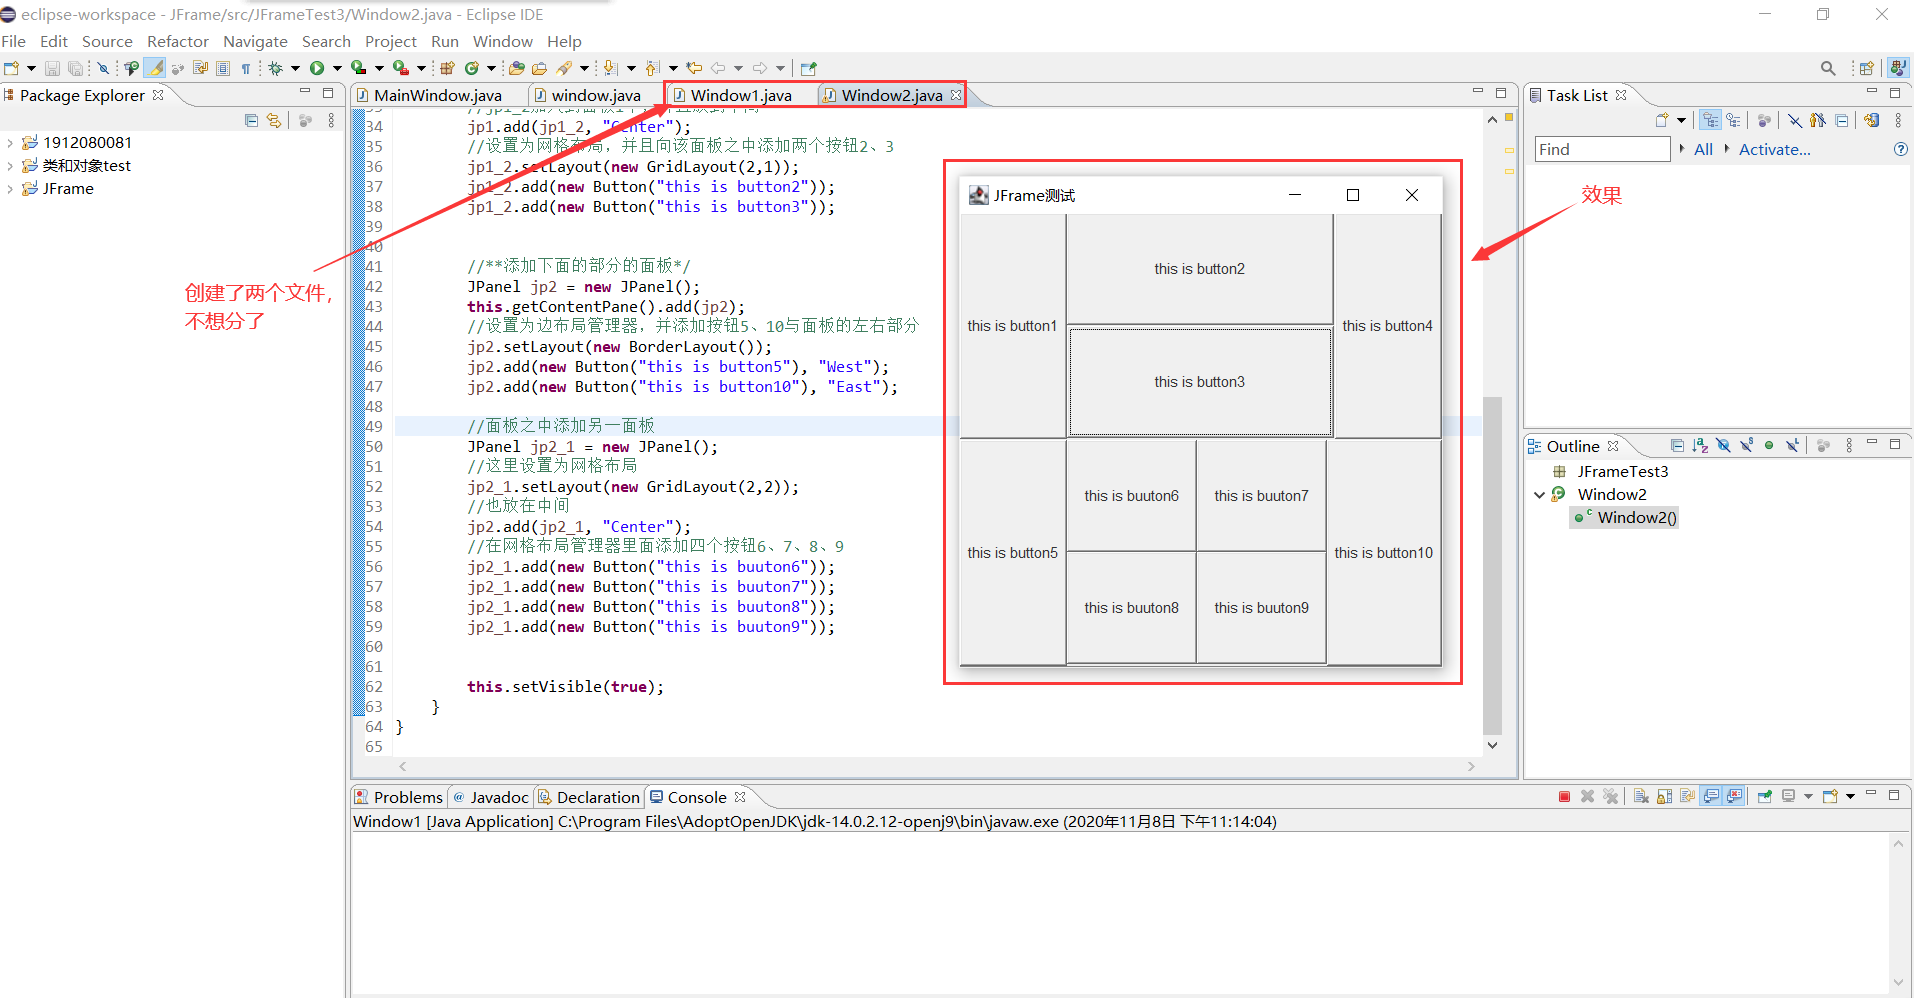 eclipse-workspace - JFrame/src/JFrameTest3/Window2.java - Eclipse IDE
File Edit Source Refactor Navigate Search Project Run Window Help
Package Explorer
1912080081
类和对象test
JFrame
MainWindow.java window.java Window1.java Window2.java
34 jp1.add(jp1_2, "Center");
35 //设置为网格布局，并且向该面板之中添加两个按钮2、3
36 jp1_2.setLayout(new GridLayout(2,1));
37 jp1_2.add(new Button("this is button2"));
38 jp1_2.add(new Button("this is button3"));
39
40
41 //**添加下面的部分的面板*/
42 JPanel jp2 = new JPanel();
43 this.getContentPane().add(jp2);
44 //设置为边布局管理器，并添加按钮5、10与面板的左右部分
45 jp2.setLayout(new BorderLayout());
46 jp2.add(new Button("this is button5"), "West");
47 jp2.add(new Button("this is button10"), "East");
48
49 //面板之中添加另一面板
50 JPanel jp2_1 = new JPanel();
51 //这里设置为网格布局
52 jp2_1.setLayout(new GridLayout(2,2));
53 //也放在中间
54 jp2.add(jp2_1, "Center");
55 //在网格布局管理器里面添加四个按钮6、7、8、9
56 jp2_1.add(new Button("this is buuton6"));
57 jp2_1.add(new Button("this is buuton7"));
58 jp2_1.add(new Button("this is buuton8"));
59 jp2_1.add(new Button("this is buuton9"));
60
61
62 this.setVisible(true);
63 }
64 }
65
创建了两个文件，
不想分了
JFrame测试
this is button2
this is button1
this is button4
this is button3
this is buuton6 this is buuton7
this is button5
this is button10
this is buuton8 this is buuton9
效果
Task List
Find All Activate...
Outline
JFrameTest3
Window2
Window2()
Problems @ Javadoc Declaration Console
Window1 [Java Application] C:\Program Files\AdoptOpenJDK\jdk-14.0.2.12-openj9\bin\javaw.exe (2020年11月8日 下午11:14:04)